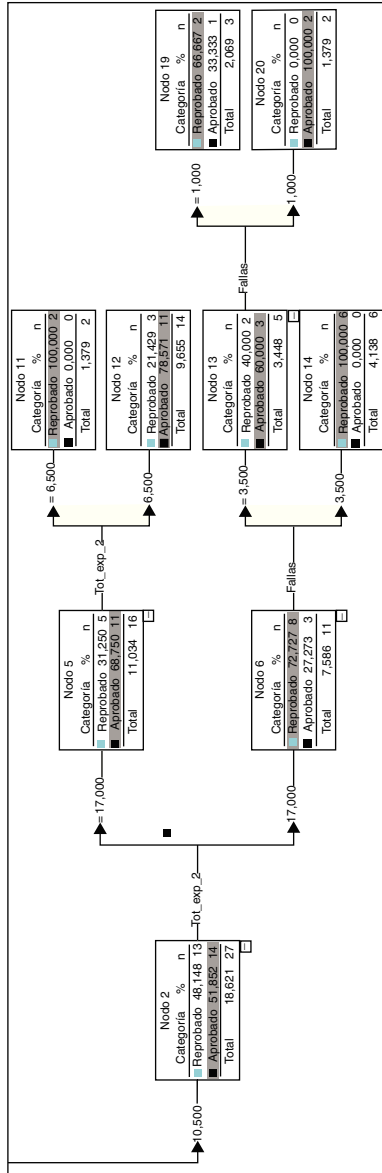 10,500
Nodo 2
Categoría % n
Reprobado 48,148 13
Aprobado 51,852 14
Total 18,621 27
Tot_exp_2
=17,000
Nodo 5
Categoría % n
Reprobado 31,250 5
Aprobado 68,750 11
Total 11,034 16
Tot_exp_2
= 6,500
Nodo 11
Categoría % n
Reprobado 100,000 2
Aprobado 0,000 0
Total 1,379 2
6,500
Nodo 12
Categoría % n
Reprobado 21,429 3
Aprobado 78,571 11
Total 9,655 14
17,000
Nodo 6
Categoría % n
Reprobado 72,727 8
Aprobado 27,273 3
Total 7,586 11
Fallas
= 3,500
Nodo 13
Categoría % n
Reprobado 40,000 2
Aprobado 60,000 3
Total 3,448 5
3,500
Nodo 14
Categoría % n
Reprobado 100,000 6
Aprobado 0,000 0
Total 4,138 6
Fallas
= 1,000
Nodo 19
Categoría % n
Reprobado 66,667 2
Aprobado 33,333 1
Total 2,069 3
1,000
Nodo 20
Categoría % n
Reprobado 0,000 0
Aprobado 100,000 2
Total 1,379 2